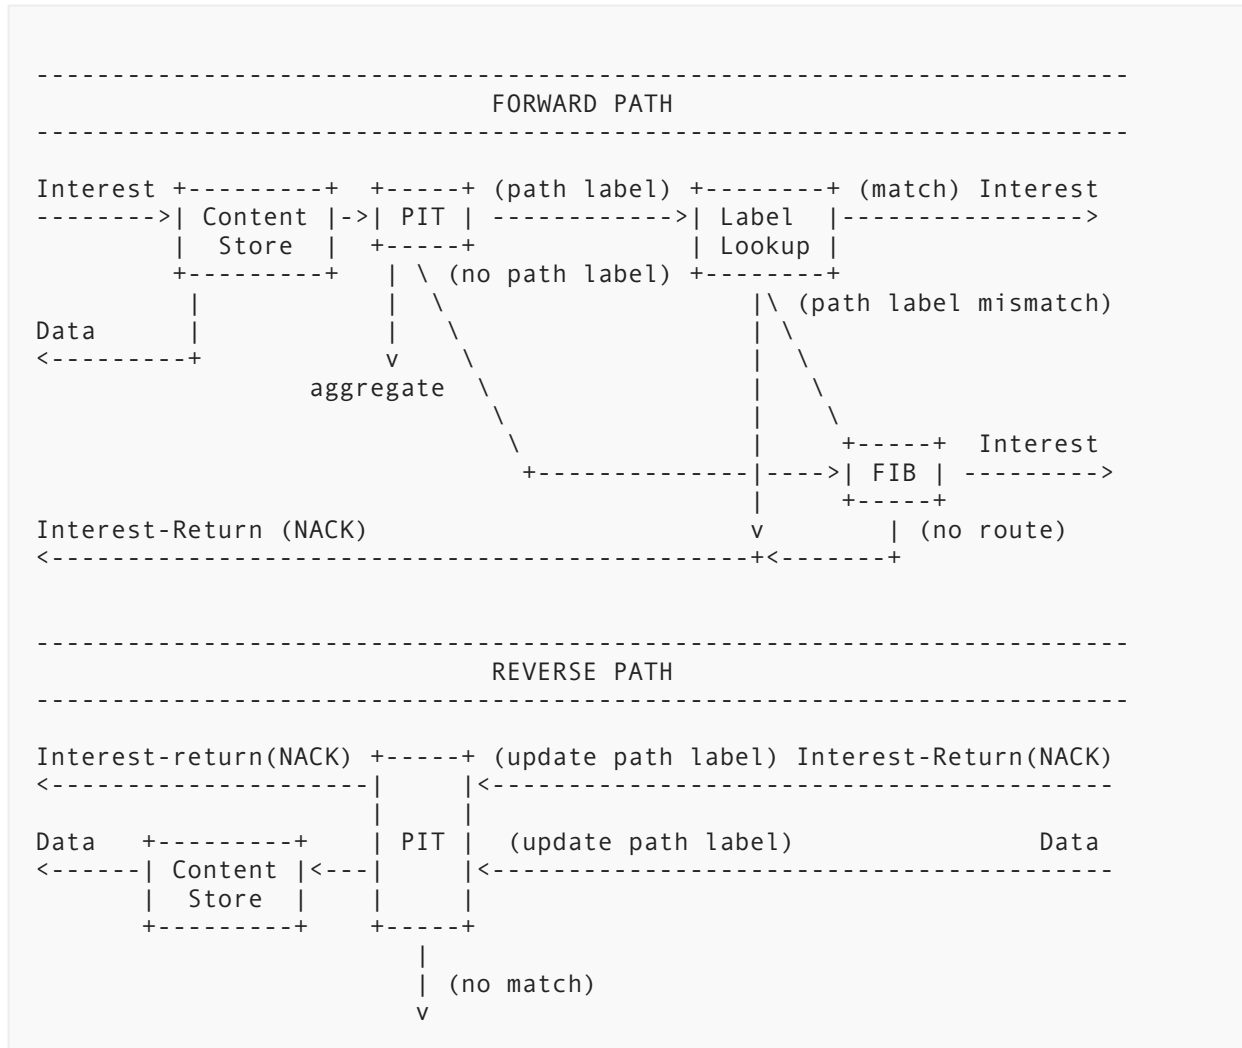 ------------------------------------------------------------------------
                              FORWARD PATH
------------------------------------------------------------------------

Interest +---------+  +-----+ (path label) +--------+ (match) Interest
-------->| Content |->| PIT | ------------>| Label  |---------------->
         |  Store  |  +-----+              | Lookup |
         +---------+   | \ (no path label) +--------+
          |            |  \                    |\ (path label mismatch)
Data      |            |   \                   | \
<---------+            v    \                  |  \
                  aggregate  \                 |   \
                              \                |    \
                               \               |     +-----+  Interest
                                +--------------|---->| FIB | --------->
                                               |     +-----+
Interest-Return (NACK)                         v        | (no route)
<----------------------------------------------+<-------+


------------------------------------------------------------------------
                              REVERSE PATH
------------------------------------------------------------------------

Interest-return(NACK) +-----+ (update path label) Interest-Return(NACK)
<---------------------|     |<-----------------------------------------
                      |     |
Data   +---------+    | PIT |  (update path label)                Data
<------| Content |<---|     |<-----------------------------------------
       |  Store  |    |     |
       +---------+    +-----+
                         |
                         | (no match)
                         v